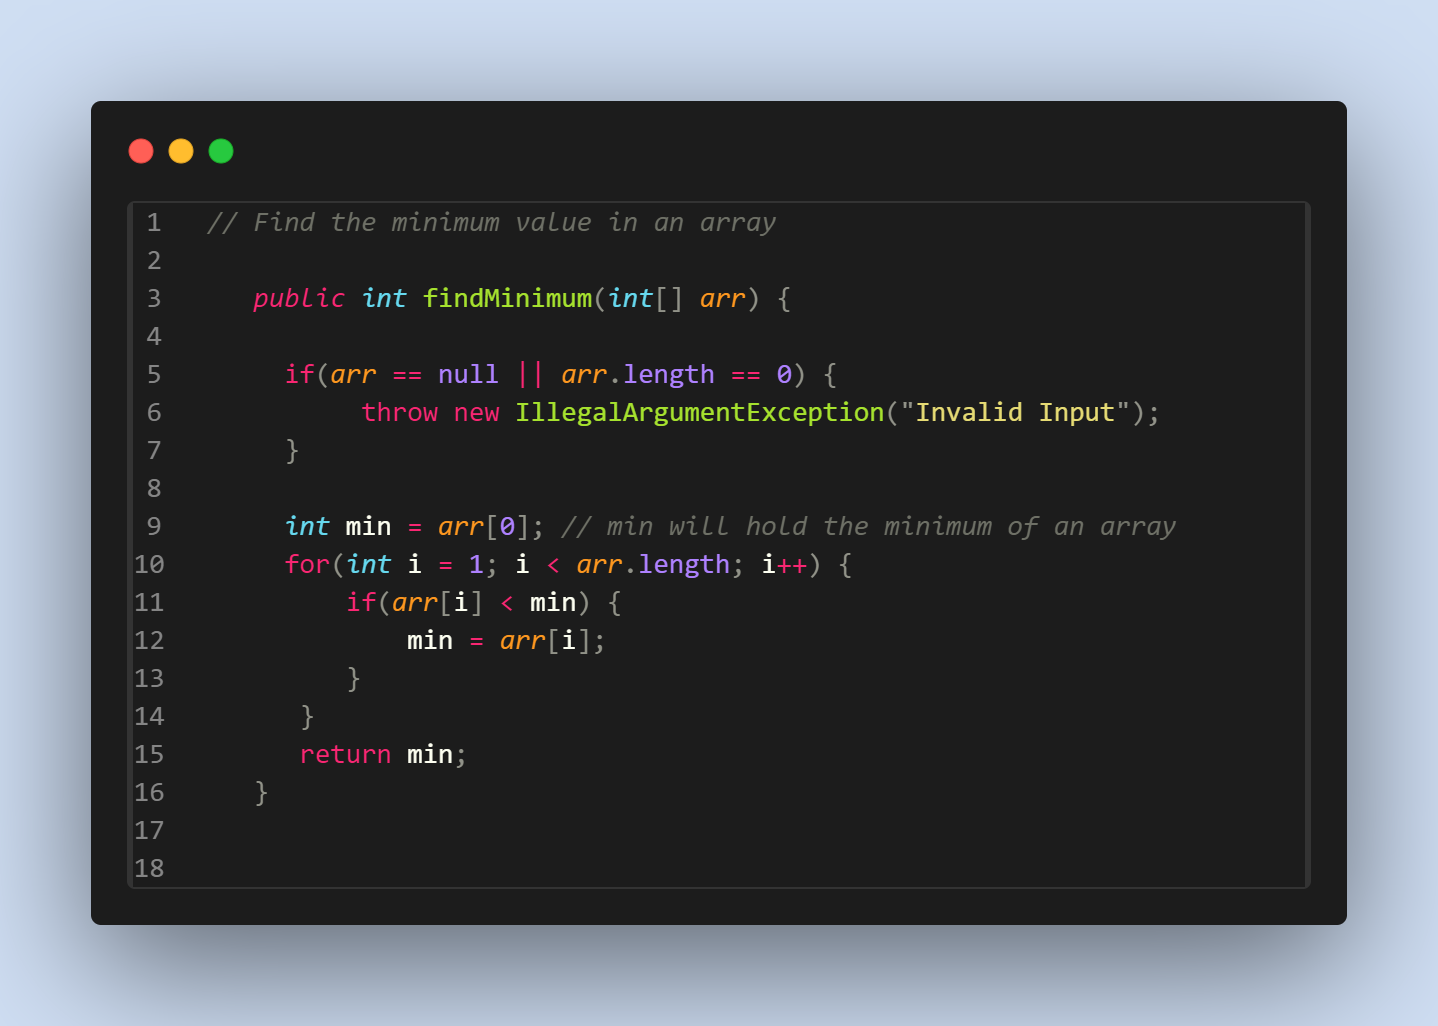 1 // Find the minimum value in an array
2
3 public int findMinimum(int[] arr) {
4
5 if(arr == null || arr.length == 0) {
6 throw new IllegalArgumentException("Invalid Input");
7 }
8
9 int min = arr[0]; // min will hold the minimum of an array
10 for(int i = 1; i < arr.length; i++) {
11 if(arr[i] < min) {
12 min = arr[i];
13 }
14 }
15 return min;
16 }
17
18